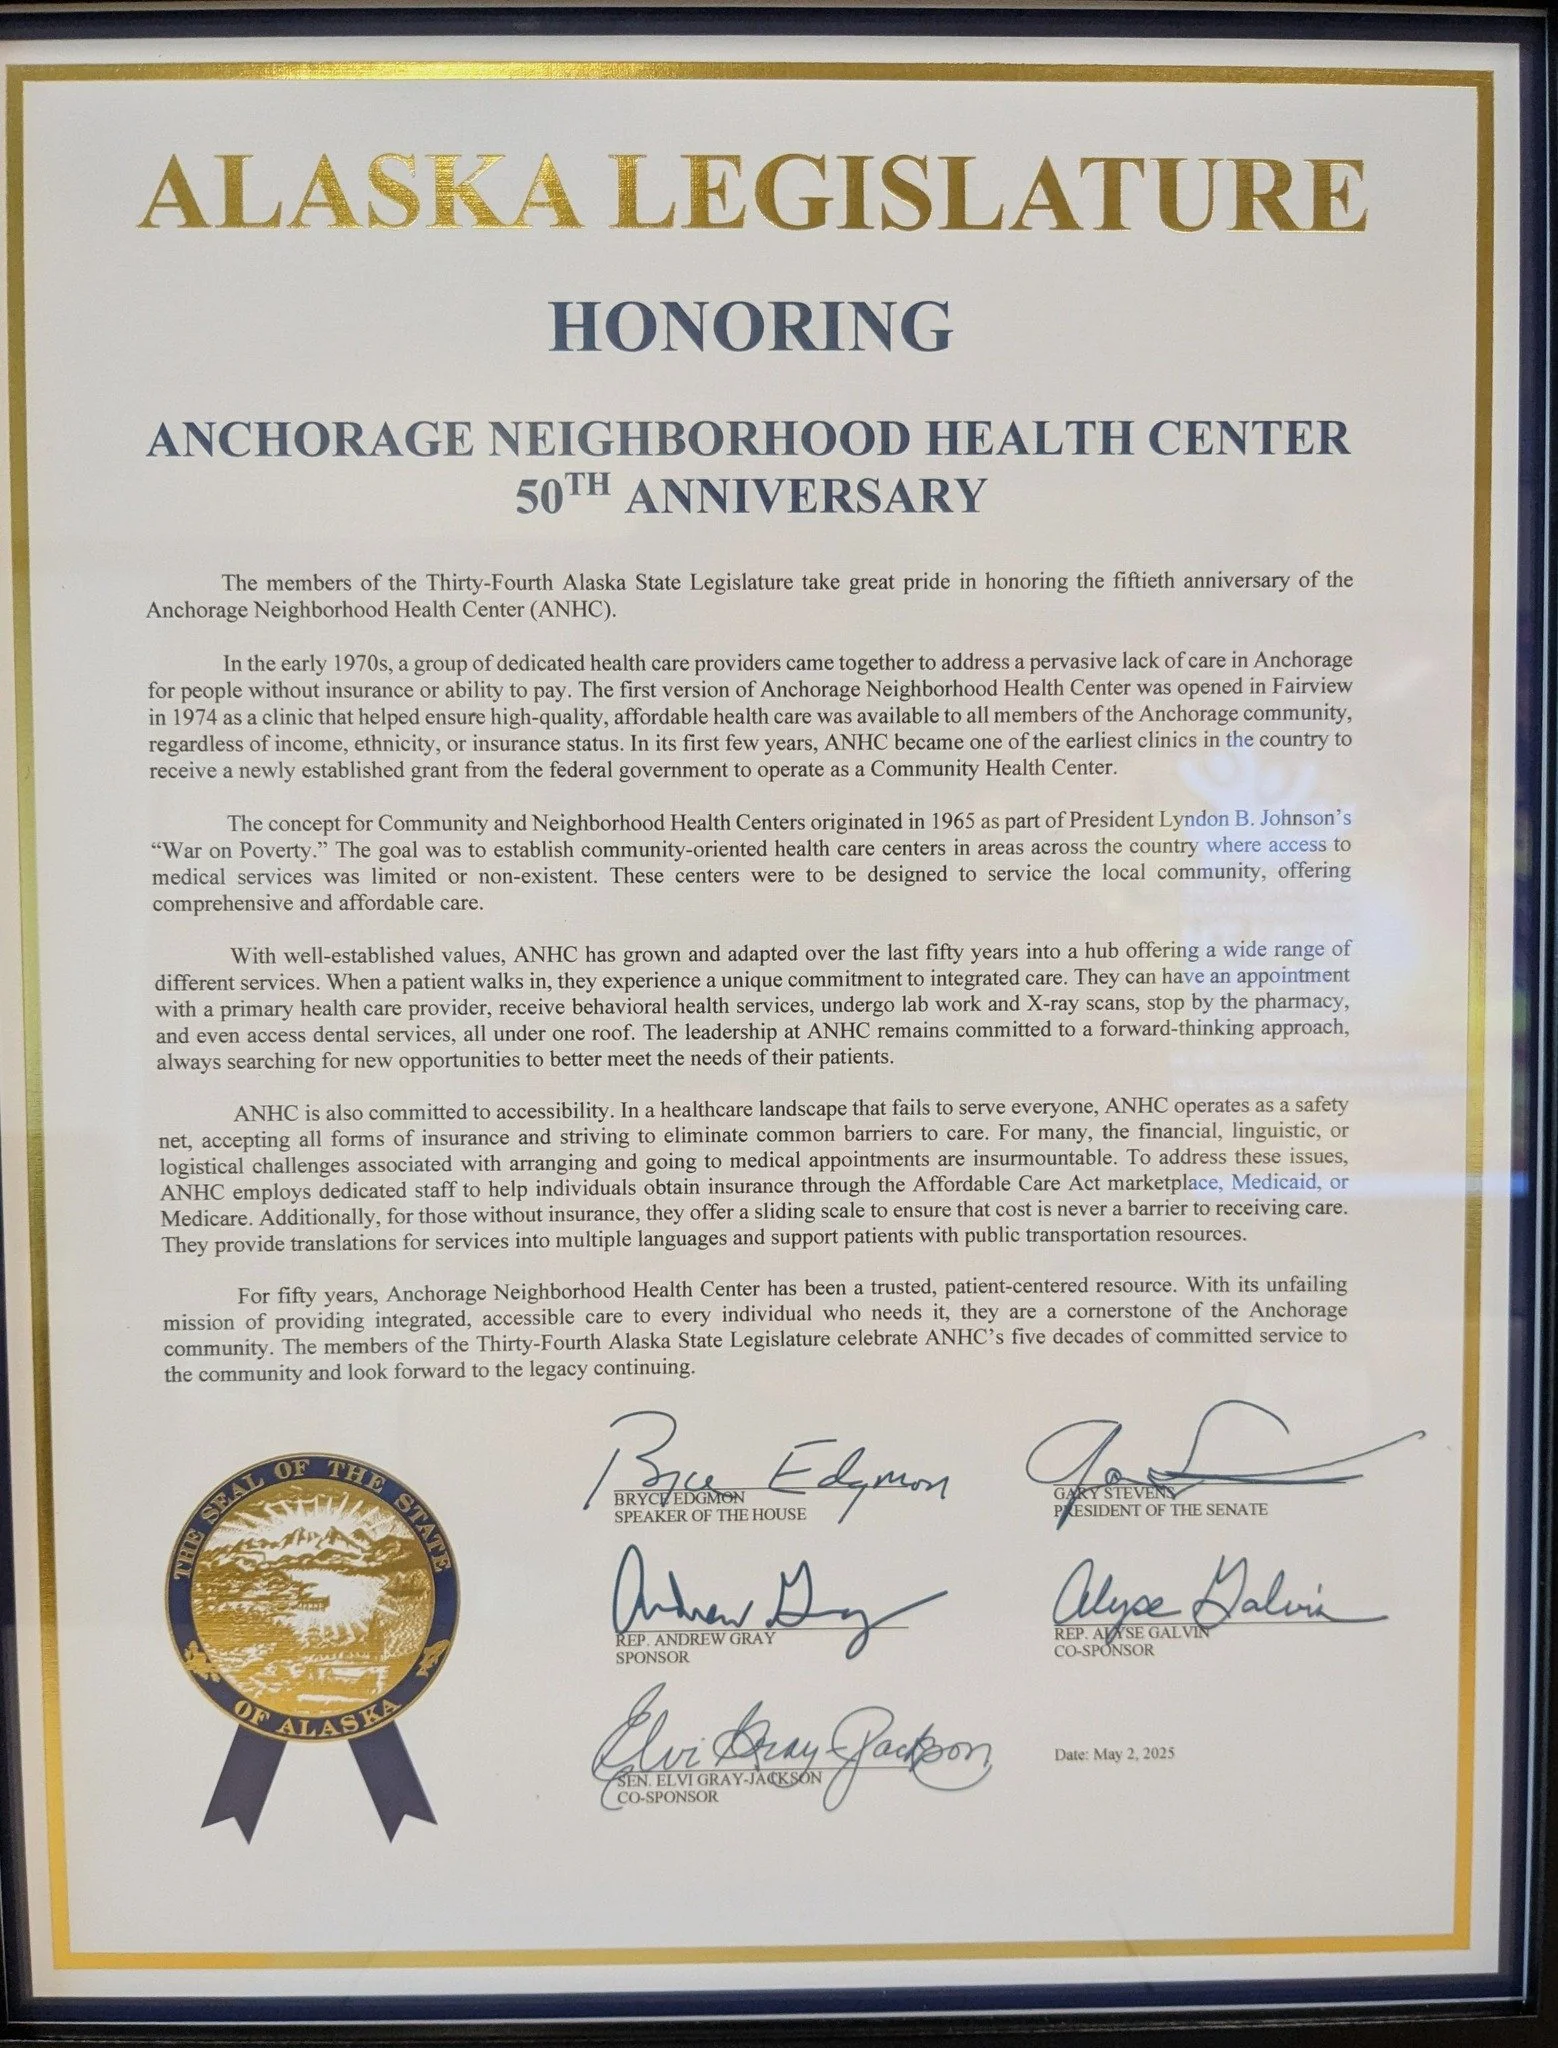 ALASKA LEGISLATURE
HONORING
ANCHORAGE NEIGHBORHOOD HEALTH CENTER
50TH ANNIVERSARY
The members of the Thirty-Fourth Alaska State Legislature take great pride in honoring the fiftieth anniversary of the
Anchorage Neighborhood Health Center (ANHC).
In the early 1970s, a group of dedicated health care providers came together to address a pervasive lack of care in Anchorage
for people without insurance or ability to pay. The first version of Anchorage Neighborhood Health Center was opened in Fairview
in 1974 as a clinic that helped ensure high-quality, affordable health care was available to all members of the Anchorage community,
regardless of income, ethnicity, or insurance status. In its first few years, ANHC became one of the earliest clinics in the country to
receive a newly established grant from the federal government to operate as a Community Health Center.
The concept for Community and Neighborhood Health Centers originated in 1965 as part of President Lyndon B. Johnson's
“War on Poverty.” The goal was to establish community-oriented health care centers in areas across the country where access to
medical services was limited or non-existent. These centers were to be designed to service the local community, offering
comprehensive and affordable care.
With well-established values, ANHC has grown and adapted over the last fifty years into a hub offering a wide range of
different services. When a patient walks in, they experience a unique commitment to integrated care. They can have an appointment
with a primary health care provider, receive behavioral health services, undergo lab work and X-ray scans, stop by the pharmacy,
and even access dental services, all under one roof. The leadership at ANHC remains committed to a forward-thinking approach,
always searching for new opportunities to better meet the needs of their patients.
ANHC is also committed to accessibility. In a healthcare landscape that fails to serve everyone, ANHC operates as a safety
net, accepting all forms of insurance and striving to eliminate common barriers to care. For many, the financial, linguistic, or
logistical challenges associated with arranging and going to medical appointments are insurmountable. To address these issues,
ANHC employs dedicated staff to help individuals obtain insurance through the Affordable Care Act marketplace, Medicaid, or
Medicare. Additionally, for those without insurance, they offer a sliding scale to ensure that cost is never a barrier to receiving care.
They provide translations for services into multiple languages and support patients with public transportation resources.
For fifty years, Anchorage Neighborhood Health Center has been a trusted, patient-centered resource. With its unfailing
mission of providing integrated, accessible care to every individual who needs it, they are a cornerstone of the Anchorage
community. The members of the Thirty-Fourth Alaska State Legislature celebrate ANHC's five decades of committed service to
the community and look forward to the legacy continuing.
THE SEAL OF THE STATE
OF ALASKA
Bryce Edgmon
BRYCE EDGMON
SPEAKER OF THE HOUSE
GARY STEVENS
PRESIDENT OF THE SENATE
Andrew Gray
REP. ANDREW GRAY
SPONSOR
Alyse Galvin
REP. ALYSE GALVIN
CO-SPONSOR
Elvi Gray-Jackson
SEN. ELVI GRAY-JACKSON
CO-SPONSOR
Date: May 2, 2025